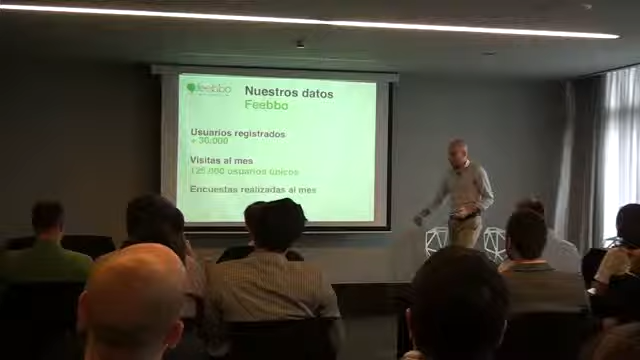 feebbo
Nuestros datos
Feebbo
Usuarios registrados
+ 30.000
Visitas al mes
125.000 usuarios únicos
Encuestas realizadas al mes